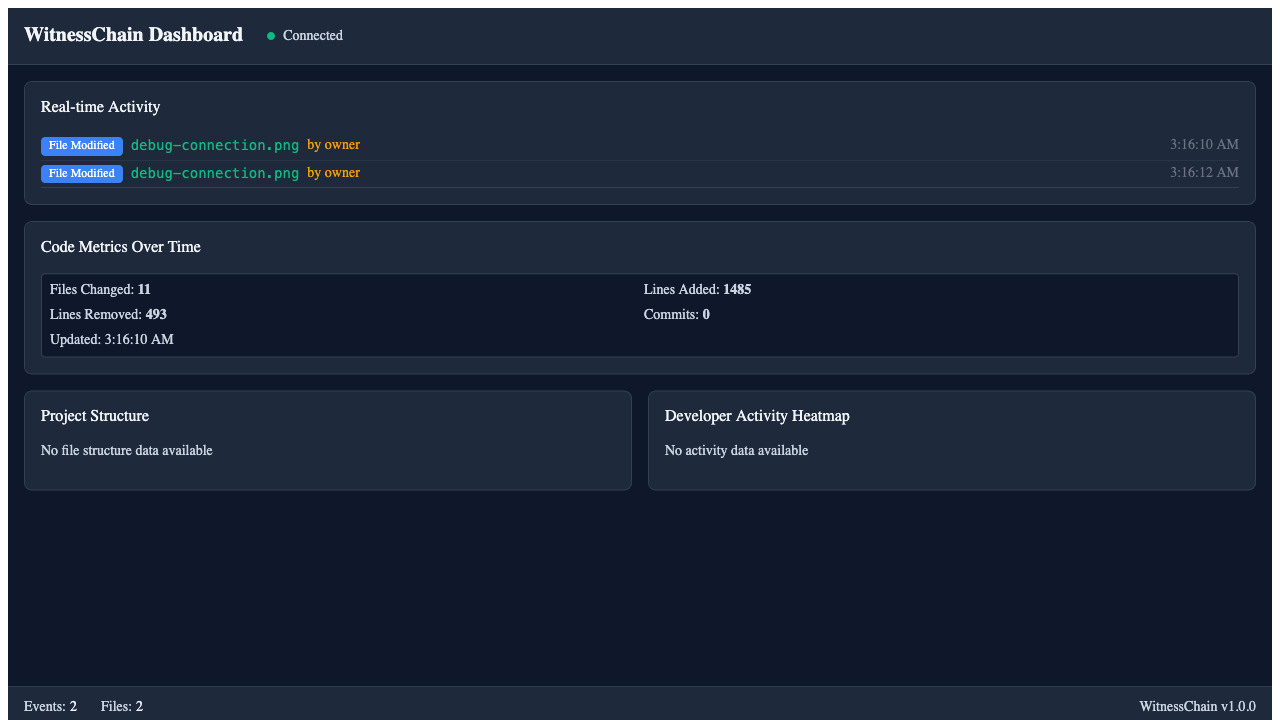 WitnessChain Dashboard Connected
Real-time Activity
File Modified debug-connection.png by owner 3:16:10 AM
File Modified debug-connection.png by owner 3:16:12 AM
Code Metrics Over Time
Files Changed: 11 Lines Added: 1485
Lines Removed: 493 Commits: 0
Updated: 3:16:10 AM
Project Structure
No file structure data available
Developer Activity Heatmap
No activity data available
Events: 2 Files: 2 WitnessChain v1.0.0